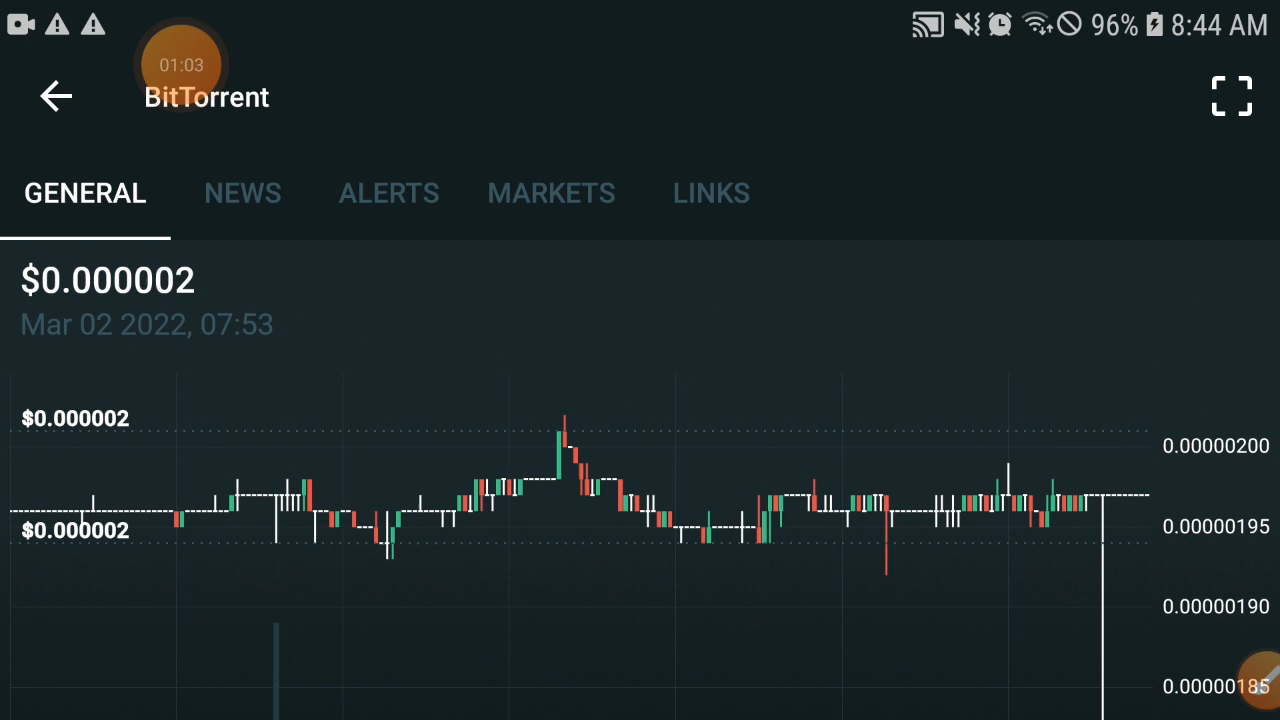 96% 8:44 AM
01:03
BitTorrent
GENERAL NEWS ALERTS MARKETS LINKS
$0.000002
Mar 02 2022, 07:53
$0.000002
0.00000200
$0.000002
0.00000195
0.00000190
0.00000185